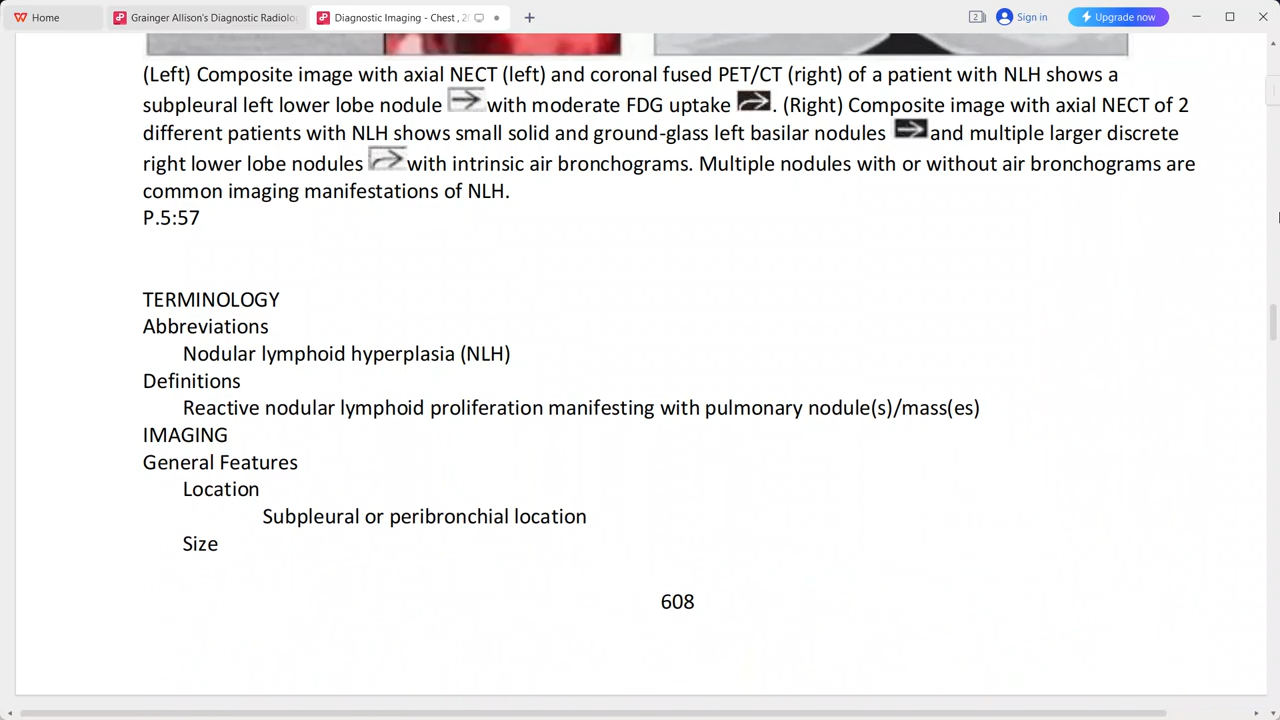 Home
Grainger Allison's Diagnostic Radiolo
Diagnostic Imaging - Chest , 2
2
Sign in
Upgrade now
(Left) Composite image with axial NECT (left) and coronal fused PET/CT (right) of a patient with NLH shows a
subpleural left lower lobe nodule with moderate FDG uptake . (Right) Composite image with axial NECT of 2
different patients with NLH shows small solid and ground-glass left basilar nodules and multiple larger discrete
right lower lobe nodules with intrinsic air bronchograms. Multiple nodules with or without air bronchograms are
common imaging manifestations of NLH.
P.5:57
TERMINOLOGY
Abbreviations
Nodular lymphoid hyperplasia (NLH)
Definitions
Reactive nodular lymphoid proliferation manifesting with pulmonary nodule(s)/mass(es)
IMAGING
General Features
Location
Subpleural or peribronchial location
Size
608